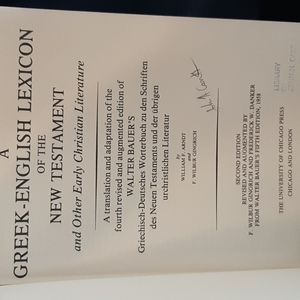 A
GREEK-ENGLISH LEXICON
OF THE
NEW TESTAMENT
and Other Early Christian Literature
A translation and adaptation of the
fourth revised and augmented edition of
WALTER BAUER'S
Griechisch-Deutsches Wörterbuch zu den Schriften
des Neuen Testaments und der übrigen
urchristlichen Literatur
by
WILLIAM F. ARNDT
AND
F. WILBUR GINGRICH
SECOND EDITION
REVISED AND AUGMENTED BY
F. WILBUR GINGRICH AND FREDERICK W. DANKER
FROM WALTER BAUER'S FIFTH EDITION, 1958
THE UNIVERSITY OF CHICAGO PRESS
CHICAGO AND LONDON
LIBRARY